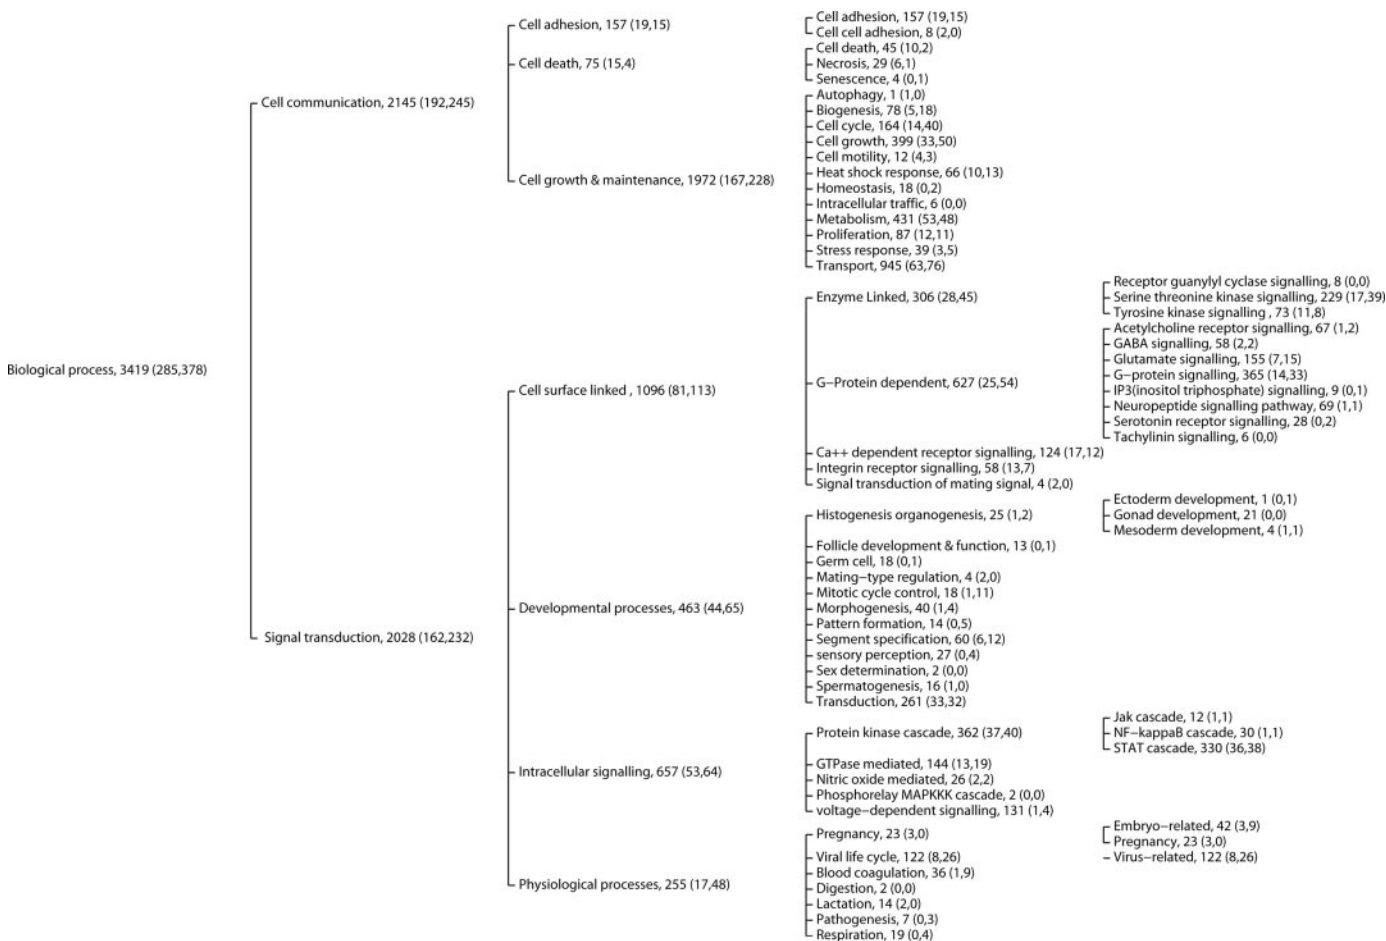 Biological process, 3419 (285,378)
Cell communication, 2145 (192,245)
Cell adhesion, 157 (19,15)
Cell adhesion, 157 (19,15)
Cell cell adhesion, 8 (2,0)
Cell death, 75 (15,4)
Cell death, 45 (10,2)
Necrosis, 29 (6,1)
Senescence, 4 (0,1)
Cell growth & maintenance, 1972 (167,228)
Autophagy, 1 (1,0)
Biogenesis, 78 (5,18)
Cell cycle, 164 (14,40)
Cell growth, 399 (33,50)
Cell motility, 12 (4,3)
Heat shock response, 66 (10,13)
Homeostasis, 18 (0,2)
Intracellular traffic, 6 (0,0)
Metabolism, 431 (53,48)
Proliferation, 87 (12,11)
Stress response, 39 (3,5)
Transport, 945 (63,76)
Signal transduction, 2028 (162,232)
Cell surface linked , 1096 (81,113)
Enzyme Linked, 306 (28,45)
Receptor guanylyl cyclase signalling, 8 (0,0)
Serine threonine kinase signalling, 229 (17,39)
Tyrosine kinase signalling , 73 (11,8)
G−Protein dependent, 627 (25,54)
Acetylcholine receptor signalling, 67 (1,2)
GABA signalling, 58 (2,2)
Glutamate signalling, 155 (7,15)
G−protein signalling, 365 (14,33)
IP3(inositol triphosphate) signalling, 9 (0,1)
Neuropeptide signalling pathway, 69 (1,1)
Serotonin receptor signalling, 28 (0,2)
Tachylinin signalling, 6 (0,0)
Ca++ dependent receptor signalling, 124 (17,12)
Integrin receptor signalling, 58 (13,7)
Signal transduction of mating signal, 4 (2,0)
Developmental processes, 463 (44,65)
Histogenesis organogenesis, 25 (1,2)
Ectoderm development, 1 (0,1)
Gonad development, 21 (0,0)
Mesoderm development, 4 (1,1)
Follicle development & function, 13 (0,1)
Germ cell, 18 (0,1)
Mating−type regulation, 4 (2,0)
Mitotic cycle control, 18 (1,11)
Morphogenesis, 40 (1,4)
Pattern formation, 14 (0,5)
Segment specification, 60 (6,12)
sensory perception, 27 (0,4)
Sex determination, 2 (0,0)
Spermatogenesis, 16 (1,0)
Transduction, 261 (33,32)
Intracellular signalling, 657 (53,64)
Protein kinase cascade, 362 (37,40)
Jak cascade, 12 (1,1)
NF−kappaB cascade, 30 (1,1)
STAT cascade, 330 (36,38)
GTPase mediated, 144 (13,19)
Nitric oxide mediated, 26 (2,2)
Phosphorelay MAPKKK cascade, 2 (0,0)
voltage−dependent signalling, 131 (1,4)
Physiological processes, 255 (17,48)
Pregnancy, 23 (3,0)
Embryo−related, 42 (3,9)
Pregnancy, 23 (3,0)
Viral life cycle, 122 (8,26)
Virus−related, 122 (8,26)
Blood coagulation, 36 (1,9)
Digestion, 2 (0,0)
Lactation, 14 (2,0)
Pathogenesis, 7 (0,3)
Respiration, 19 (0,4)